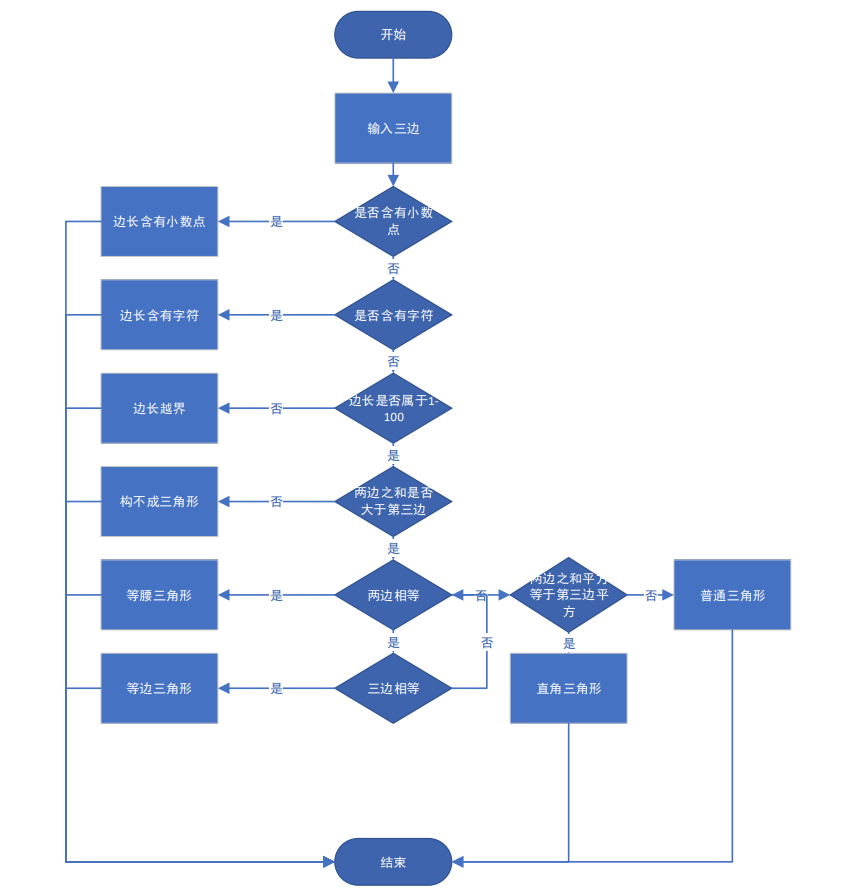 开始
输入三边
边长含有小数点
是
是否含有小数
点
否
边长含有字符
是
是否含有字符
否
边长越界
否
边长是否属于1-
100
是
构不成三角形
否
两边之和是否
大于第三边
是
等腰三角形
是
两边相等
否
两边之和平方
等于第三边平
方
否
普通三角形
是
否
是
等边三角形
是
三边相等
直角三角形
结束